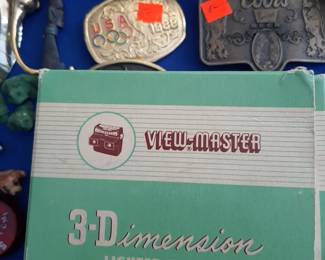 USA
1988
Coors
VIEW-MASTER
3-Dimension